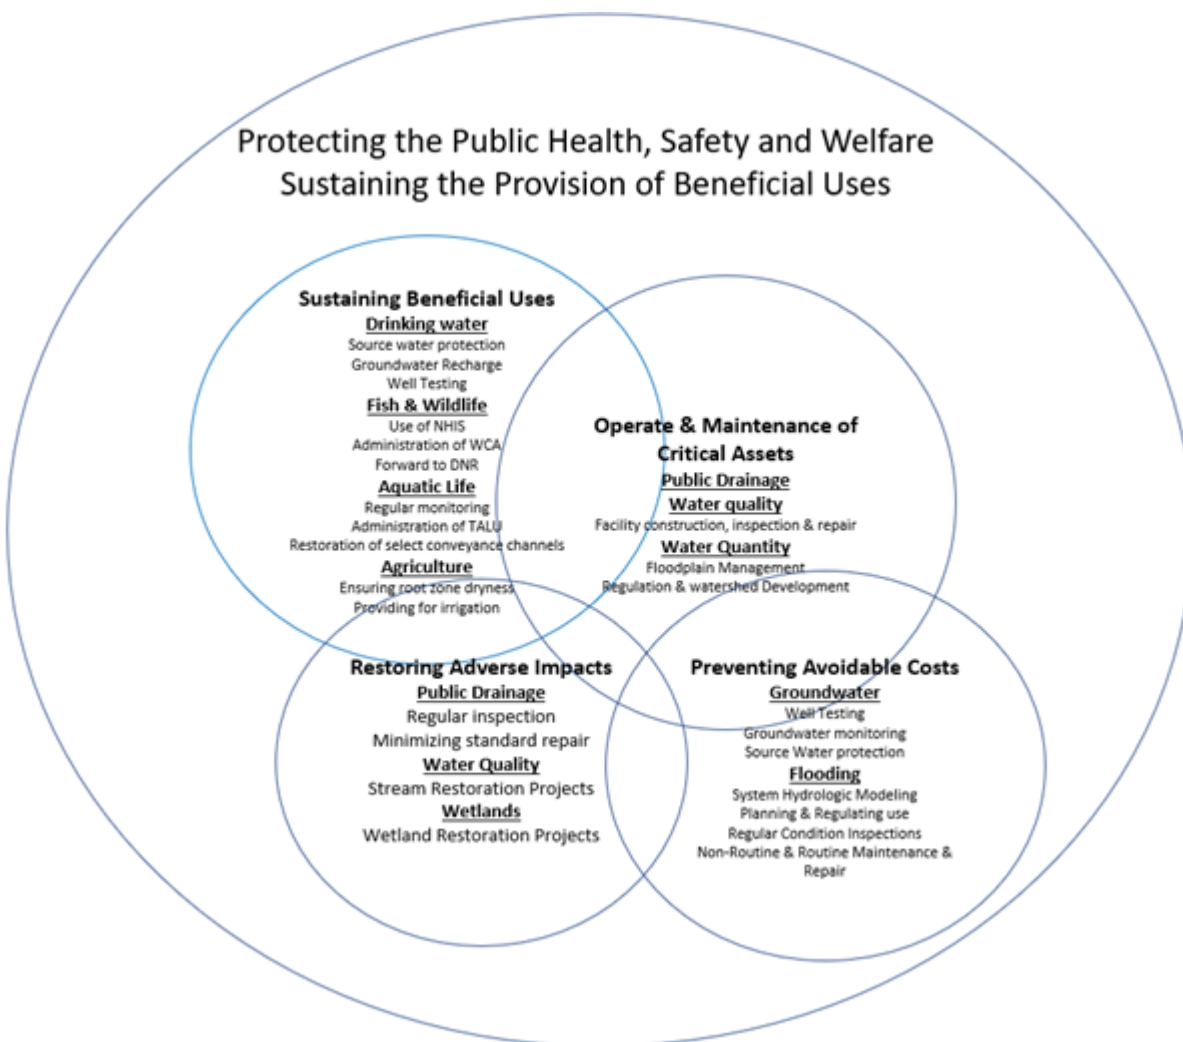 Protecting the Public Health, Safety and Welfare
Sustaining the Provision of Beneficial Uses
Sustaining Beneficial Uses
Drinking water
Source water protection
Groundwater Recharge
Well Testing
Fish & Wildlife
Use of NHIS
Administration of WCA
Forward to DNR
Aquatic Life
Regular monitoring
Administration of TALU
Restoration of select conveyance channels
Agriculture
Ensuring root zone dryness
Providing for irrigation
Operate & Maintenance of
Critical Assets
Public Drainage
Water quality
Facility construction, inspection & repair
Water Quantity
Floodplain Management
Regulation & watershed Development
Restoring Adverse Impacts
Public Drainage
Regular inspection
Minimizing standard repair
Water Quality
Stream Restoration Projects
Wetlands
Wetland Restoration Projects
Preventing Avoidable Costs
Groundwater
Well Testing
Groundwater monitoring
Source Water protection
Flooding
System Hydrologic Modeling
Planning & Regulating use
Regular Condition Inspections
Non-Routine & Routine Maintenance &
Repair